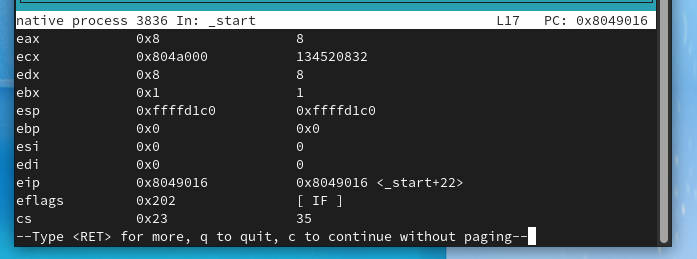 native process 3836 In: _start L17 PC: 0x8049016
eax 0x8 8
ecx 0x804a000 134520832
edx 0x8 8
ebx 0x1 1
esp 0xffffd1c0 0xffffd1c0
ebp 0x0 0x0
esi 0x0 0
edi 0x0 0
eip 0x8049016 0x8049016 <_start+22>
eflags 0x202 [ IF ]
cs 0x23 35
--Type <RET> for more, q to quit, c to continue without paging--